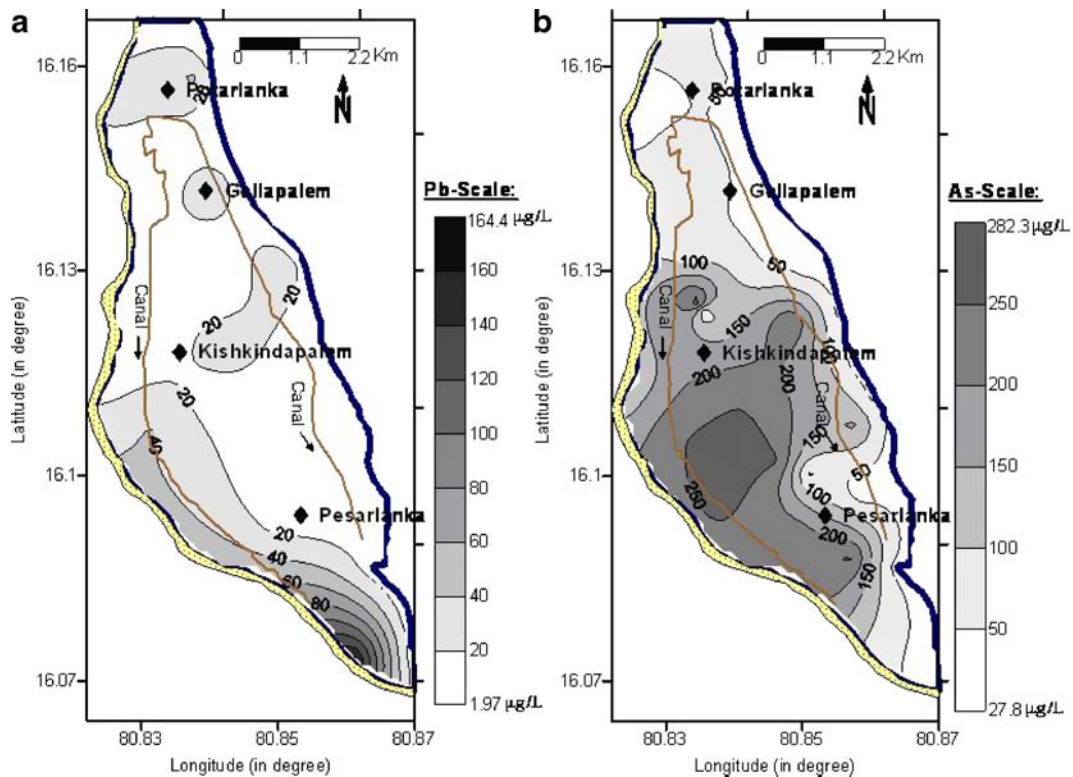 a
0 1.1 2.2 Km
N
16.16
16.13
16.1
16.07
Latitude (in degree)
80.83 80.85 80.87
Longitude (in degree)
Potarlanka
20
Gollapalem
20
20
Canal
Kishkindapalem
20
40
Canal
Pesarlanka
20
40
60
80
Pb-Scale:
164.4 µg/L
160
140
120
100
80
60
40
20
1.97 µg/L
b
0 1.1 2.2 Km
N
16.16
16.13
16.1
16.07
Latitude (in degree)
80.83 80.85 80.87
Longitude (in degree)
50
Potarlanka
Gollapalem
50
100
150
Canal
Kishkindapalem
100
200
200
Canal
150
50
250
100
Pesarlanka
200
150
As-Scale:
282.3 µg/L
250
200
150
100
50
27.8 µg/L